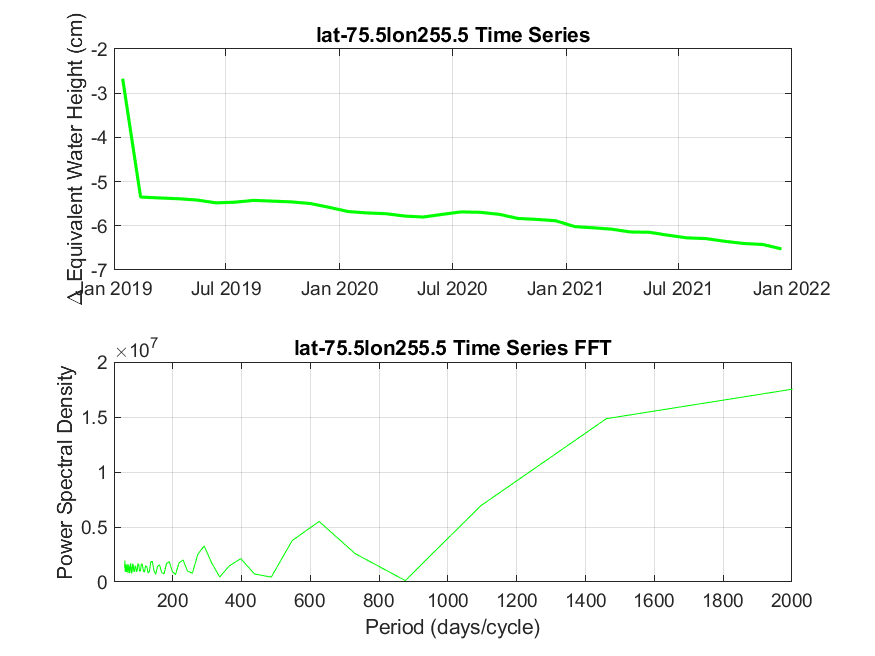 lat-75.5lon255.5 Time Series
Δ Equivalent Water Height (cm)
-2
-3
-4
-5
-6
-7
Jan 2019 Jul 2019 Jan 2020 Jul 2020 Jan 2021 Jul 2021 Jan 2022
lat-75.5lon255.5 Time Series FFT
×10⁷
Power Spectral Density
2
1.5
1
0.5
0
200 400 600 800 1000 1200 1400 1600 1800 2000
Period (days/cycle)